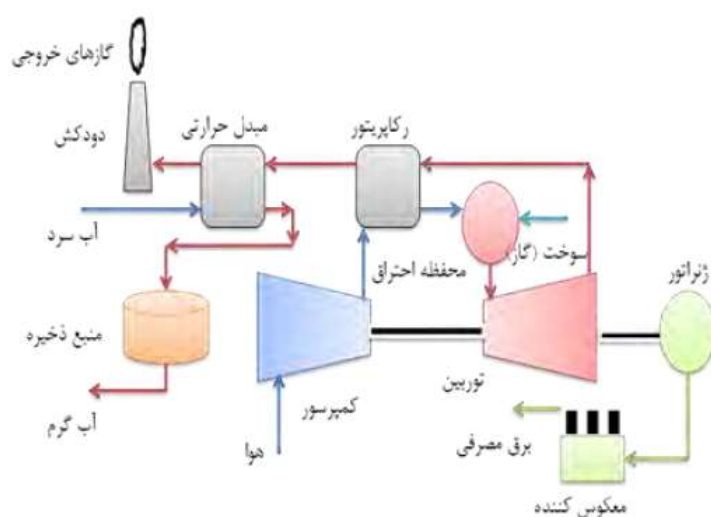 گازهای خروجی
مبدل حرارتی
رکاپریتور
دودکش
آب سرد
سوخت (گاز)
محفظه احتراق
ژنراتور
منبع ذخیره
توربین
کمپرسور
آب گرم
برق مصرفی
هوا
معکوس کننده